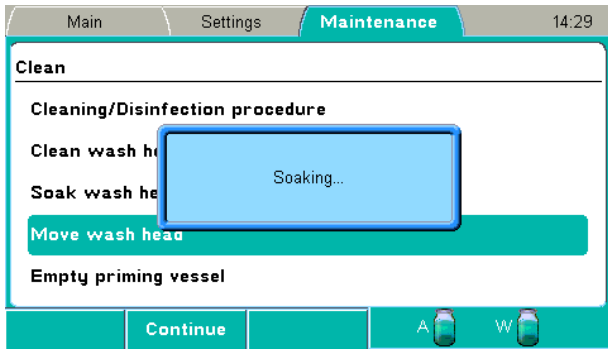 Main Settings Maintenance 14:29
Clean
Cleaning/Disinfection procedure
Clean wash he
Soaking...
Soak wash he
Move wash head
Empty priming vessel
Continue A W